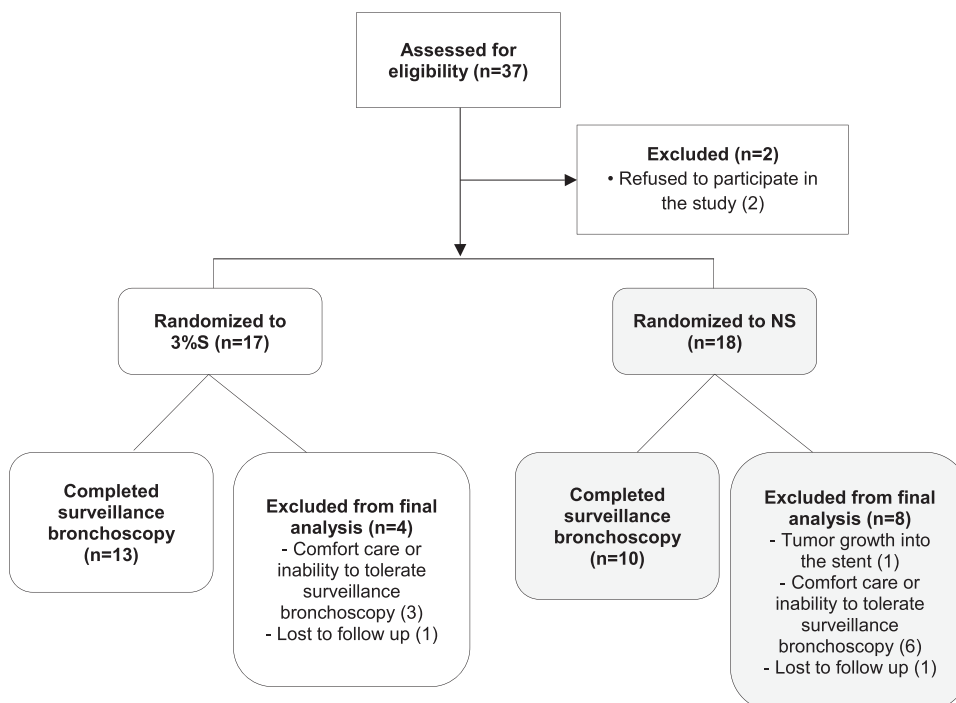 Assessed for
eligibility (n=37)
Excluded (n=2)
• Refused to participate in
the study (2)
Randomized to
3%S (n=17)
Randomized to NS
(n=18)
Completed
surveillance
bronchoscopy
(n=13)
Excluded from final
analysis (n=4)
- Comfort care or
inability to tolerate
surveillance
bronchoscopy (3)
- Lost to follow up (1)
Completed
surveillance
bronchoscopy
(n=10)
Excluded from final
analysis (n=8)
- Tumor growth into
the stent (1)
- Comfort care or
inability to tolerate
surveillance
bronchoscopy (6)
- Lost to follow up (1)